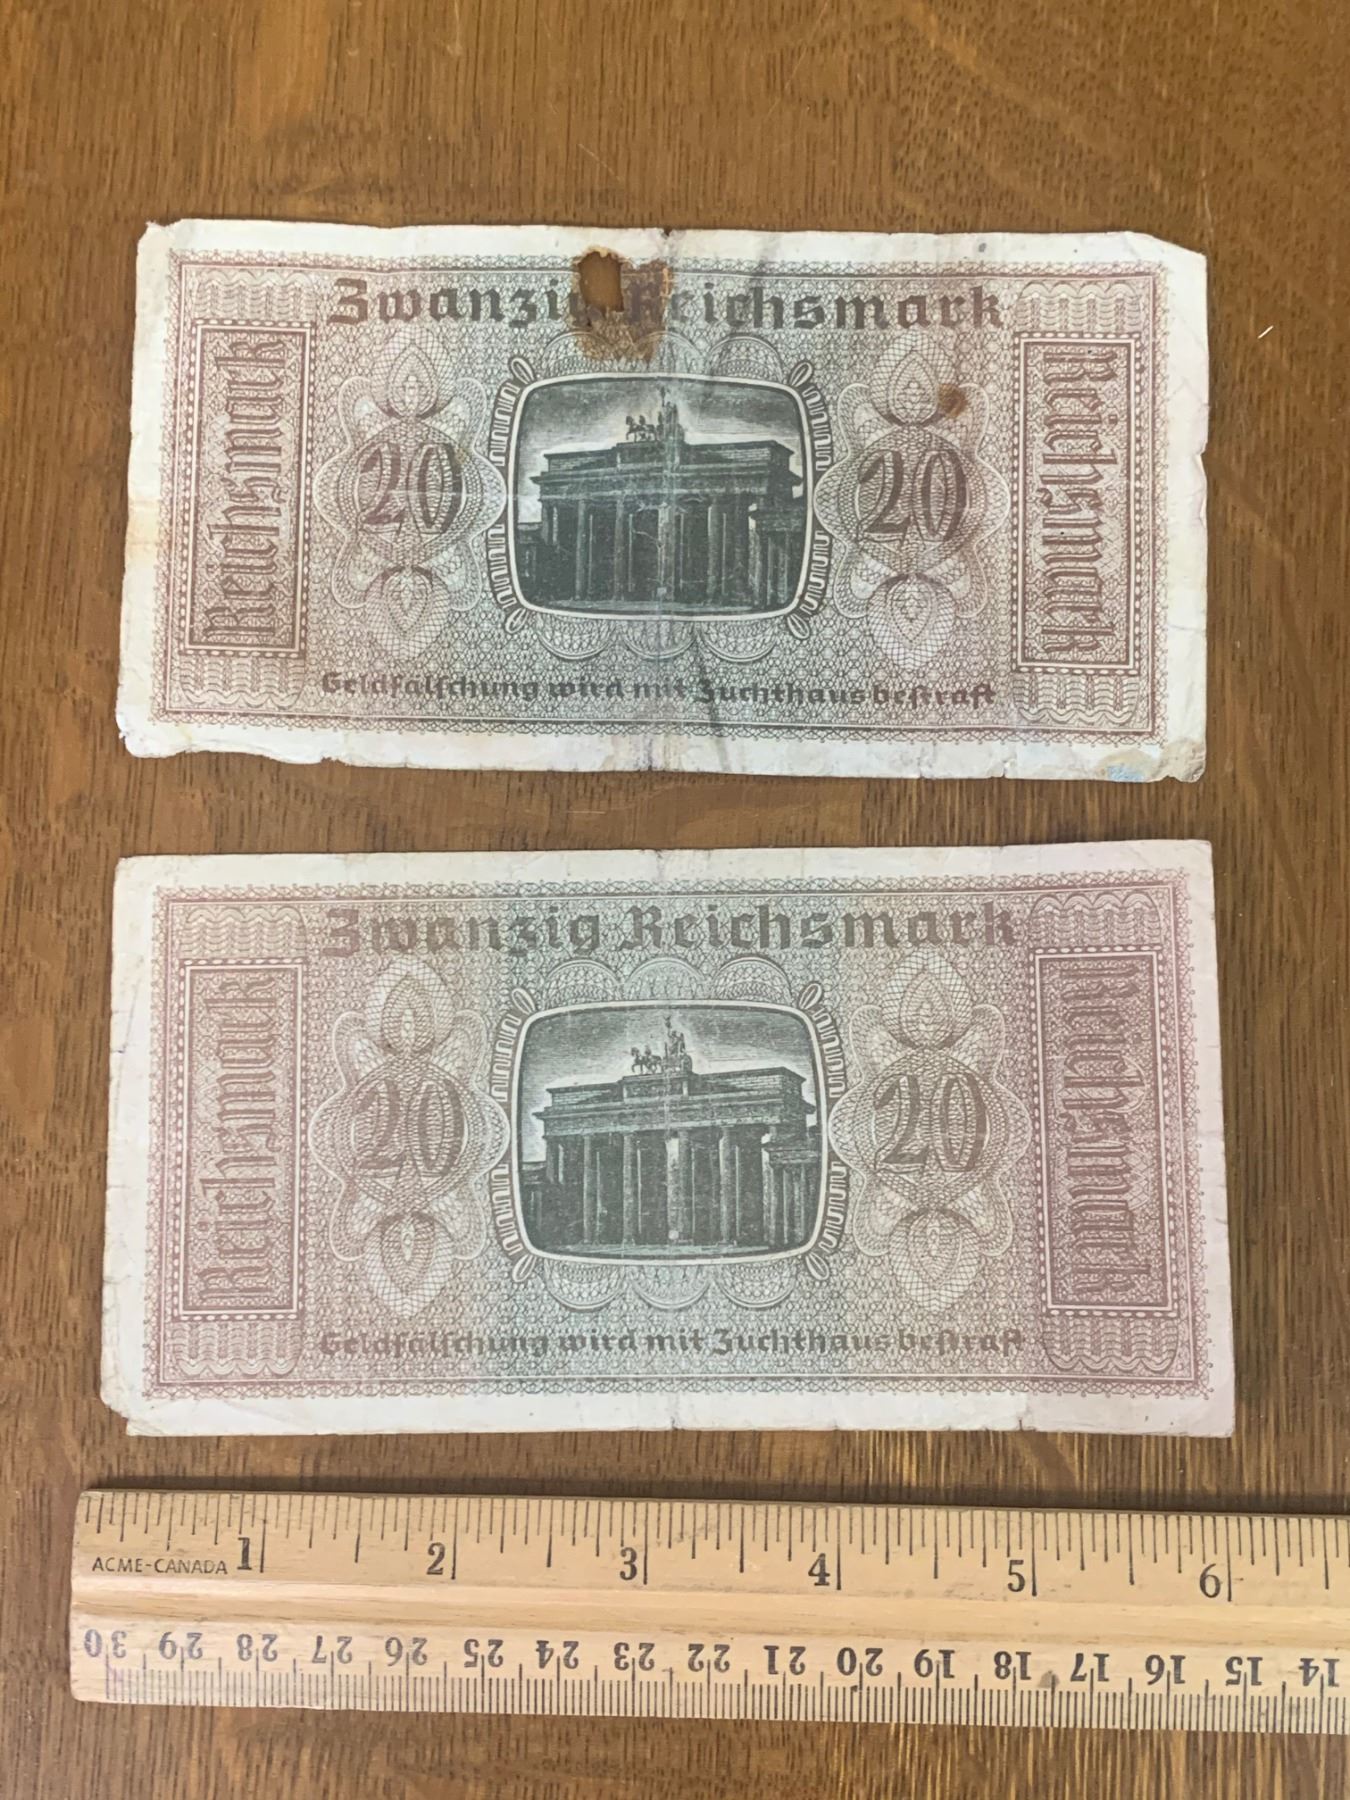 Zwanzig Reichsmark
Reichsmark
20
20
Reichsmark
Geldfälschung wird mit Zuchthaus bestraft
Zwanzig Reichsmark
Reichsmark
20
20
Reichsmark
Geldfälschung wird mit Zuchthaus bestraft
ACME-CANADA 1 2 3 4 5 6
30 29 28 27 26 25 24 23 22 21 20 19 18 17 16 15 14